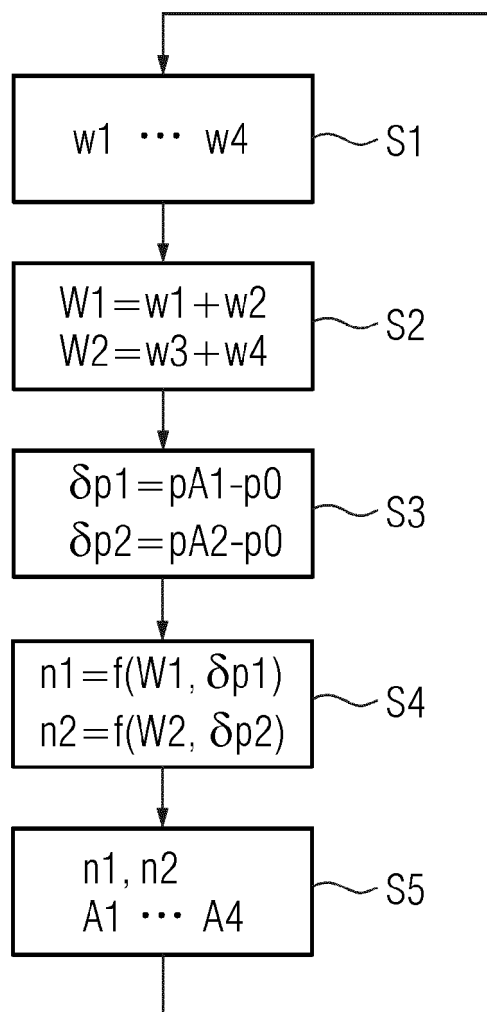 w1 ··· w4
S1
W1=w1+w2
W2=w3+w4
S2
δp1=pA1-p0
δp2=pA2-p0
S3
n1=f(W1, δp1)
n2=f(W2, δp2)
S4
n1, n2
A1 ··· A4
S5